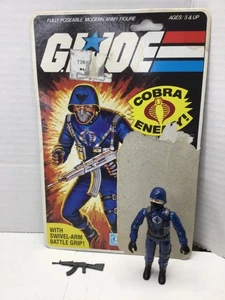 FULLY POSEABLE MODERN ARMY FIGURE
AGES: 5 & UP
G.I. JOE
COBRA
ENEMY!
WITH
SWIVEL-ARM
BATTLE GRIP!